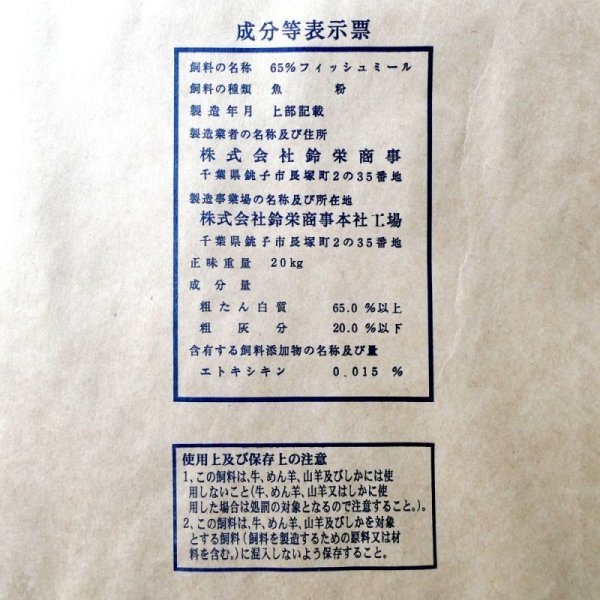 成分等表示票
飼料の名称 65%フィッシュミール
飼料の種類 魚 粉
製造年月 上部記載
製造業者の名称及び住所
株式会社鈴栄商事
千葉県銚子市長塚町2の35番地
製造事業場の名称及び所在地
株式会社鈴栄商事本社工場
千葉県銚子市長塚町2の35番地
正味重量 20kg
成分量
粗たん白質 65.0%以上
粗灰分 20.0%以下
含有する飼料添加物の名称及び量
エトキシキン 0.015 %
使用上及び保存上の注意
1、この飼料は、牛、めん羊、山羊及びしかには使
用しないこと(牛、めん羊、山羊又はしかに使
用した場合は処罰の対象となるので注意すること。)。
2、この飼料は、牛、めん羊、山羊及びしかを対象
とする飼料(飼料を製造するための原料又は材
料を含む。)に混入しないよう保存すること。